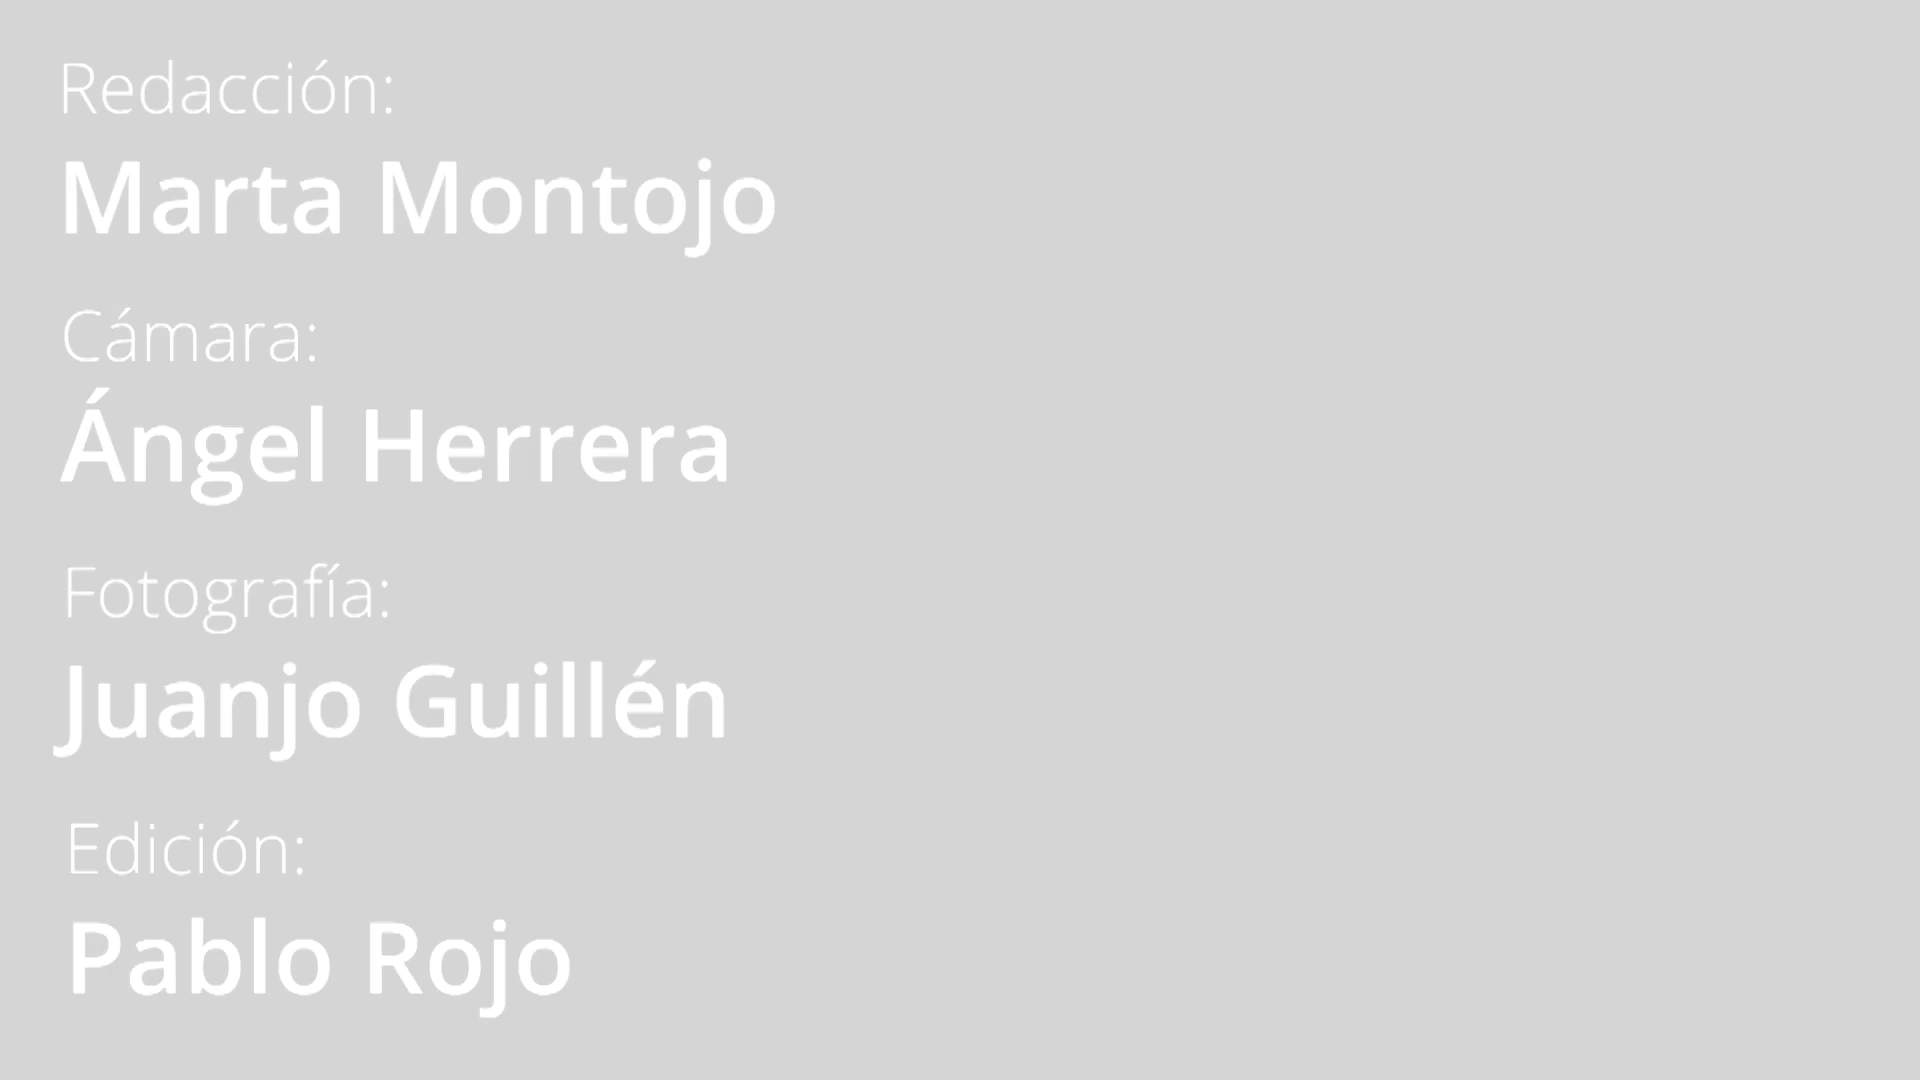 Redacción:
Marta Montojo
Cámara:
Ángel Herrera
Fotografía:
Juanjo Guillén
Edición:
Pablo Rojo